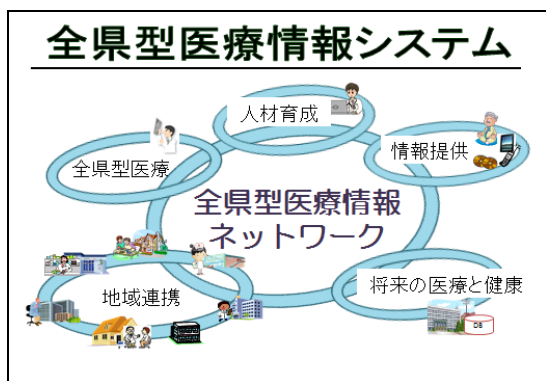 全県型医療情報システム
人材育成
情報提供
全県型医療
全県型医療情報
ネットワーク
地域連携
将来の医療と健康
DB